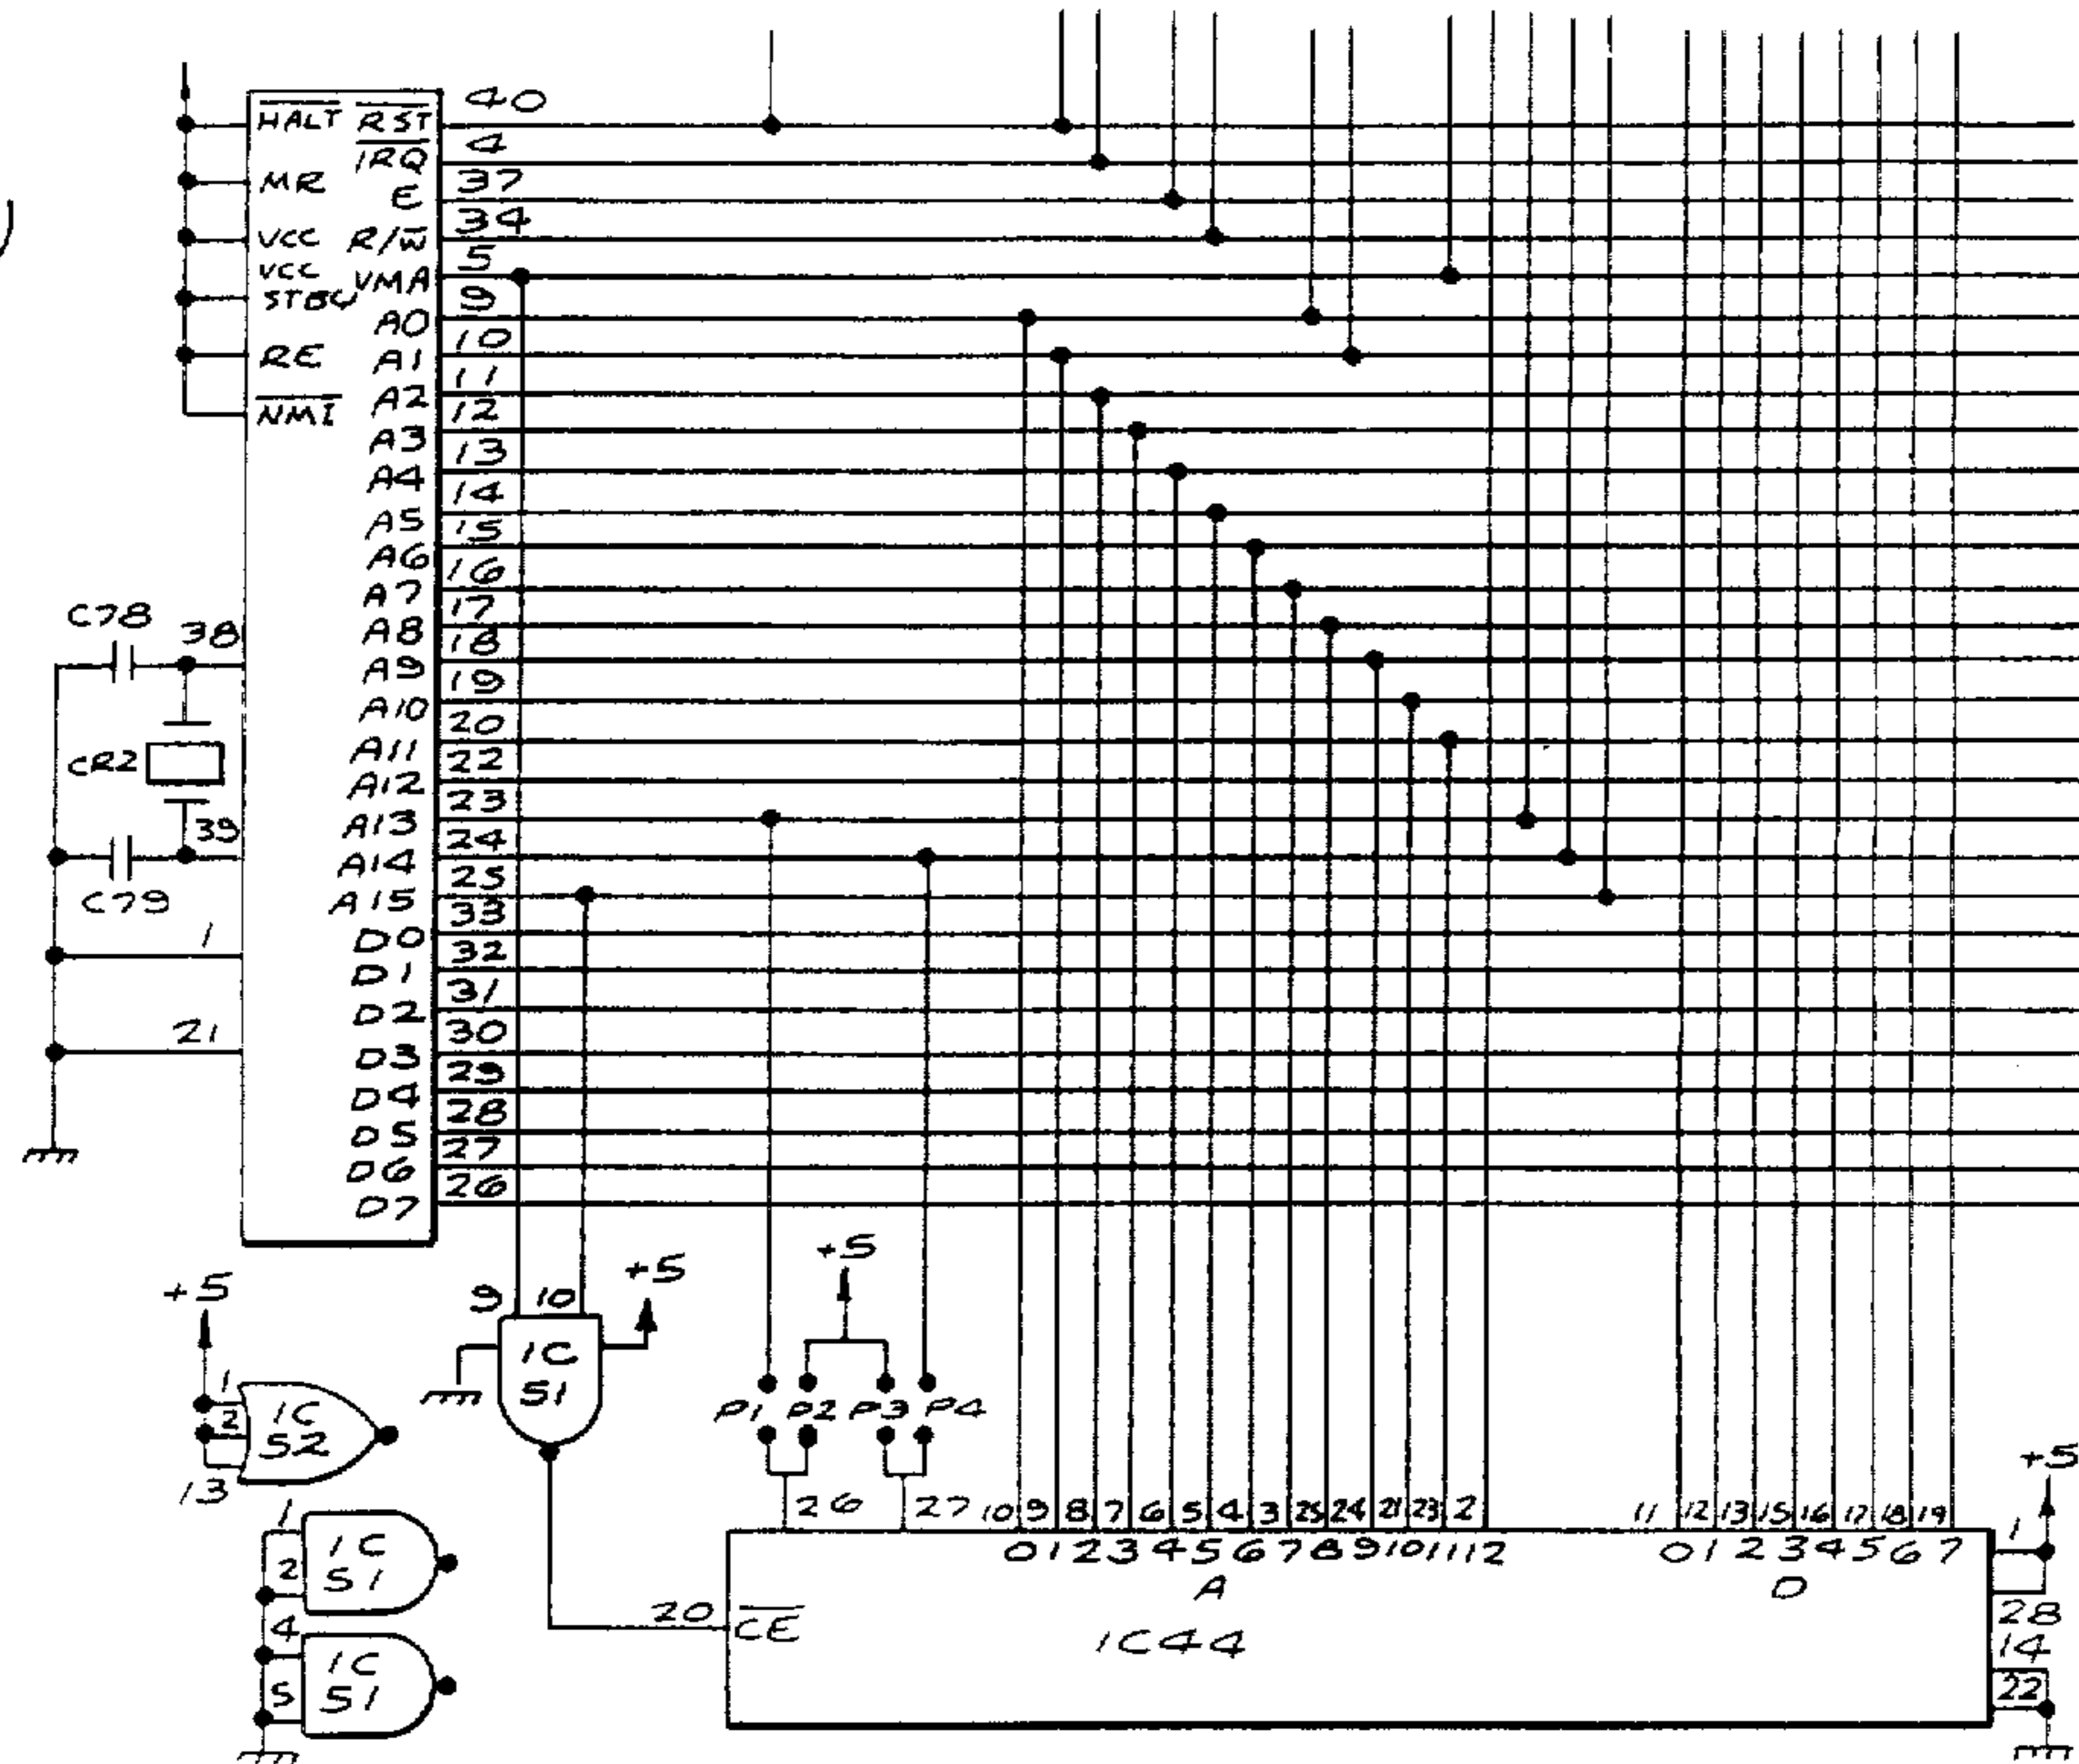 HALT RST 40
IRQ 4
MR E 37
VCC R/W 34
VCC VMA 5
STBY A0 9
RE A1 10
NMI A2 11
A3 12
A4 13
A5 14
A6 15
A7 16
A8 17
A9 18
A10 19
A11 20
A12 22
A13 23
A14 24
A15 25
D0 33
D1 32
D2 31
D3 30
D4 29
D5 28
D6 27
D7 26
C78 38
CR2
39
C79
1
21
+5
1
2
13
IC
52
9 10 +5
IC
51
+5
P1 P2 P3 P4
26 27 10 9 8 7 6 5 4 3 25 24 21 23 2 11 12 13 15 16 17 18 19
0 1 2 3 4 5 6 7 8 9 10 11 12 0 1 2 3 4 5 6 7
A D
20 CE
IC44
+5
1
28
14
22
1
2
IC
51
4
5
IC
51